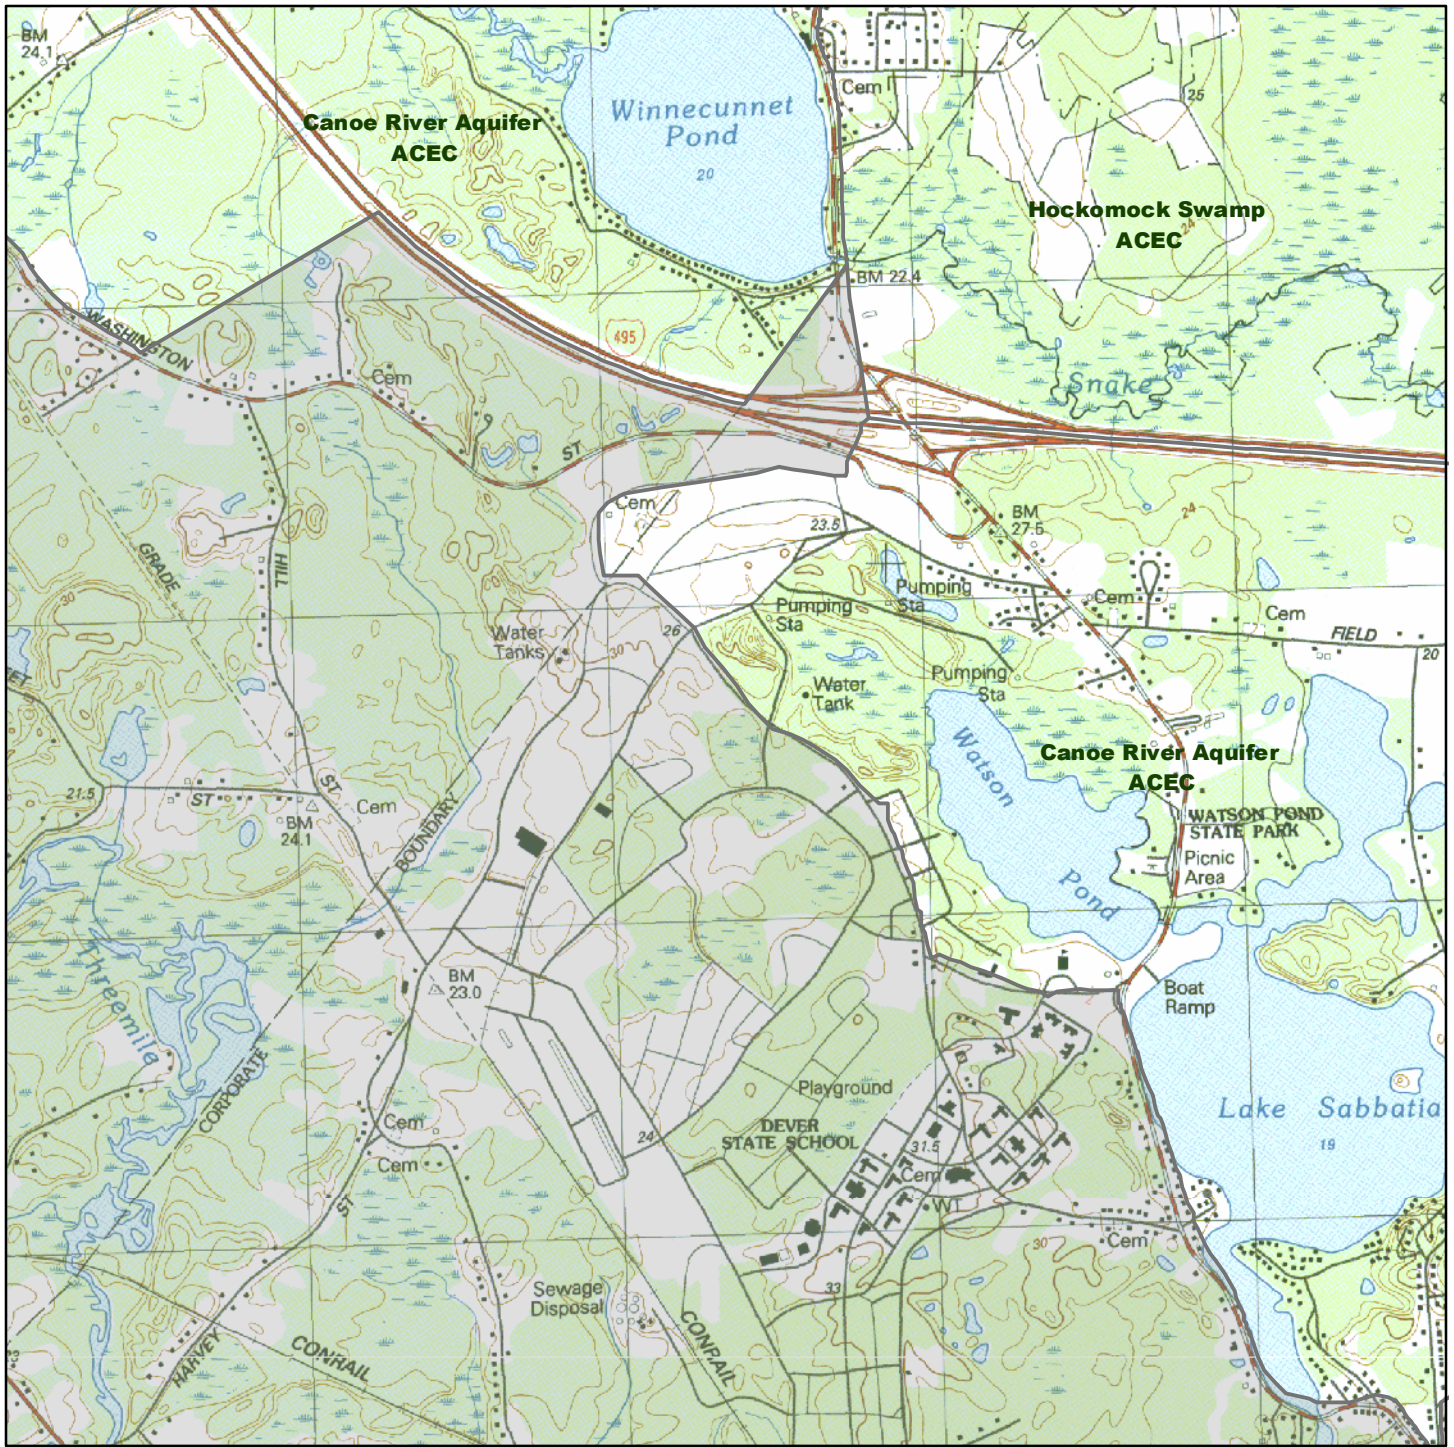 BM
24.1
Canoe River Aquifer
ACEC
Winnecunnet
Pond
20
Cem
25
Hockomock Swamp
ACEC
24
BM 22.4
WASHINGTON
495
Snake
Cem
ST
Cem
23.5
BM
27.5
24
GRADE
HILL
30
Pumping
Sta
Pumping
Sta
Cem
Cem
FIELD
20
Water
Tanks
26
30
Pumping
Sta
Water
Tank
Watson
Pond
Canoe River Aquifer
ACEC
21.5
ST
ST
BM
24.1
Cem
BOUNDARY
WATSON POND
STATE PARK
Picnic
Area
Threemile
BM
23.0
Boat
Ramp
CORPORATE
Playground
Lake Sabbatia
19
DEVER
STATE SCHOOL
24
31.5
Cem
WT
Cem
Cem
ST
30
Cem
33
Sewage
Disposal
HARVEY
CONRAIL
CONRAIL